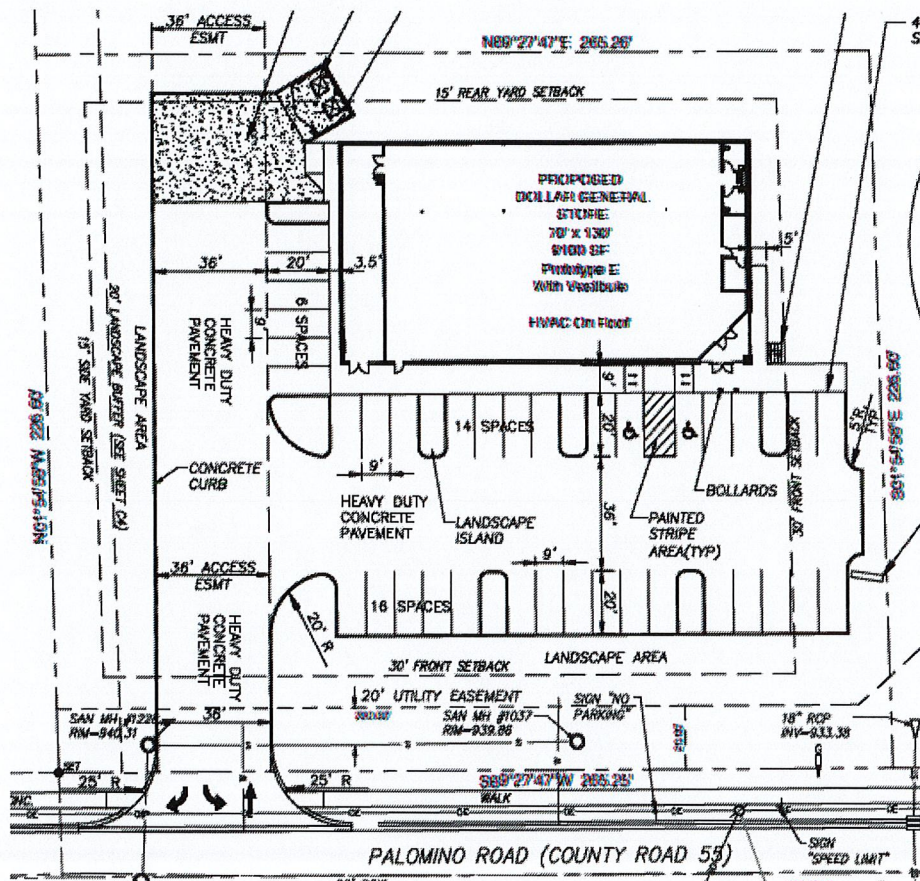 36' ACCESS
ESMT
N89°27'47"E 265.26'
4
S
15' REAR YARD SETBACK
PROPOSED
DOLLAR GENERAL
STORE
70' x 130'
9100 SF
Prototype E
With Vestibule
HVAC On Roof
5'
36'
20'
3.5'
6 SPACES
9'
HEAVY DUTY
CONCRETE
PAVEMENT
LANDSCAPE AREA
20' LANDSCAPE BUFFER (SEE SHEET C4)
15' SIDE YARD SETBACK
CONCRETE
CURB
9'
14 SPACES
20'
9'
5'R
TYP
30' FRONT SETBACK
BOLLARDS
HEAVY DUTY
CONCRETE
PAVEMENT
LANDSCAPE
ISLAND
36'
PAINTED
STRIPE
AREA(TYP)
9'
36' ACCESS
ESMT
16 SPACES
20'
HEAVY DUTY
CONCRETE
PAVEMENT
20' R
LANDSCAPE AREA
30' FRONT SETBACK
20' UTILITY EASEMENT
36'
SAN MH #1226
RIM=940.31
SAN MH #1037
RIM=939.86
SIGN "NO
PARKING"
18" RCP
INV=933.38
SET
25' R
25' R
S89°27'47"W 265.25'
WALK
ONC.
OE
PALOMINO ROAD (COUNTY ROAD 55)
SIGN
"SPEED LIMIT"